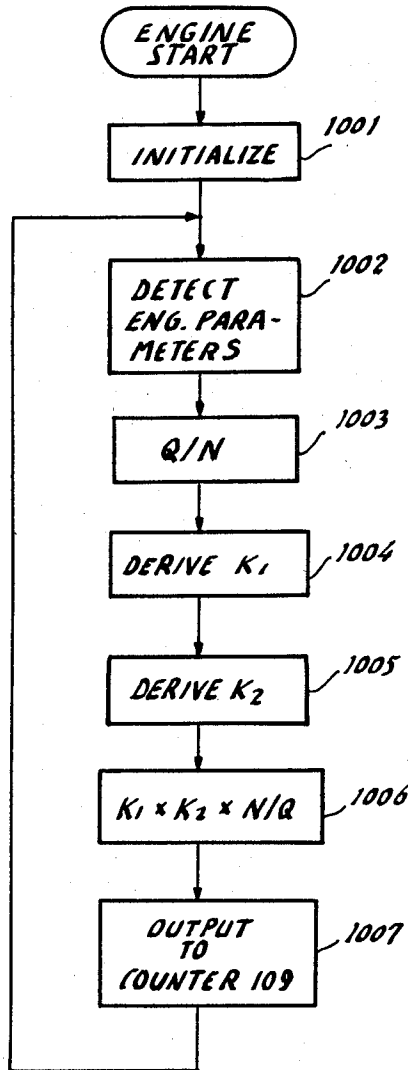 ENGINE
START
1001
INITIALIZE
1002
DETECT
ENG. PARA-
METERS
1003
Q/N
1004
DERIVE K₁
1005
DERIVE K₂
1006
K₁ × K₂ × N/Q
1007
OUTPUT
TO
COUNTER 109